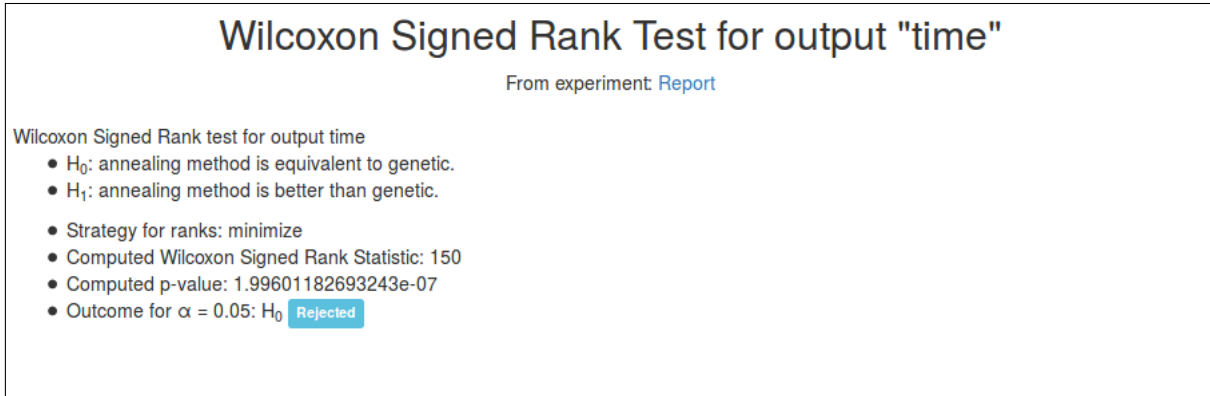 Wilcoxon Signed Rank Test for output "time"
From experiment: Report
Wilcoxon Signed Rank test for output time
● H₀: annealing method is equivalent to genetic.
● H₁: annealing method is better than genetic.
● Strategy for ranks: minimize
● Computed Wilcoxon Signed Rank Statistic: 150
● Computed p-value: 1.99601182693243e-07
● Outcome for α = 0.05: H₀ Rejected